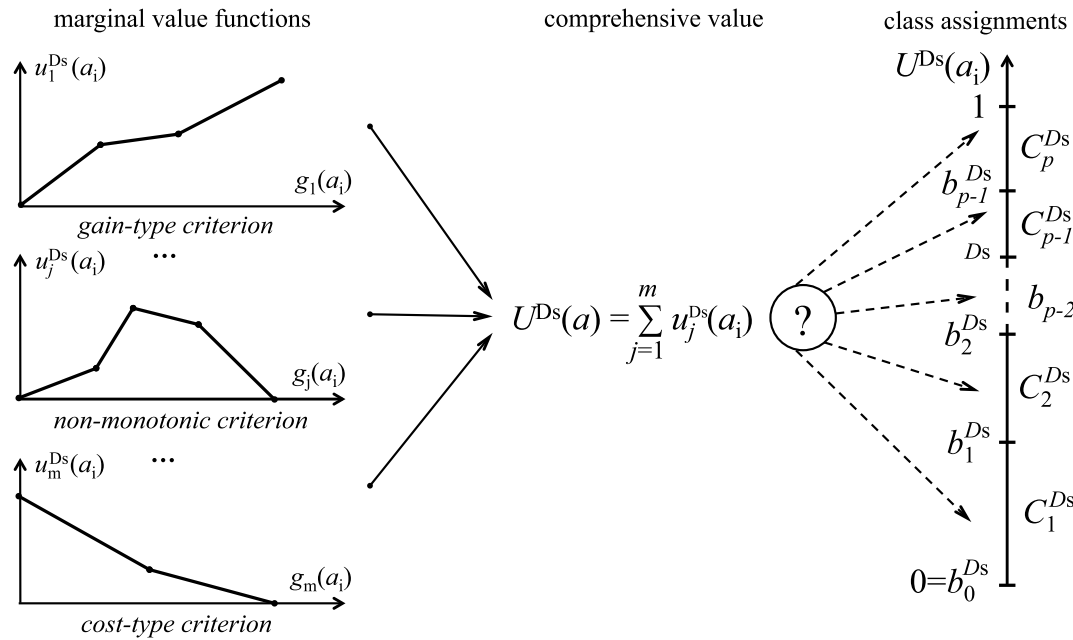 marginal value functions
comprehensive value
class assignments
u₁ᴰˢ(aᵢ)
g₁(aᵢ)
gain-type criterion
...
uⱼᴰˢ(aᵢ)
gⱼ(aᵢ)
non-monotonic criterion
...
uₘᴰˢ(aᵢ)
gₘ(aᵢ)
cost-type criterion
Uᴰˢ(a) = ∑ⱼ₌₁ᵐ uⱼᴰˢ(aᵢ)
?
Uᴰˢ(aᵢ)
1
Cₚᴰˢ
bₚ₋₁ᴰˢ
Cₚ₋₁ᴰˢ
ᴰˢ
bₚ₋₂
b₂ᴰˢ
C₂ᴰˢ
b₁ᴰˢ
C₁ᴰˢ
0=b₀ᴰˢ